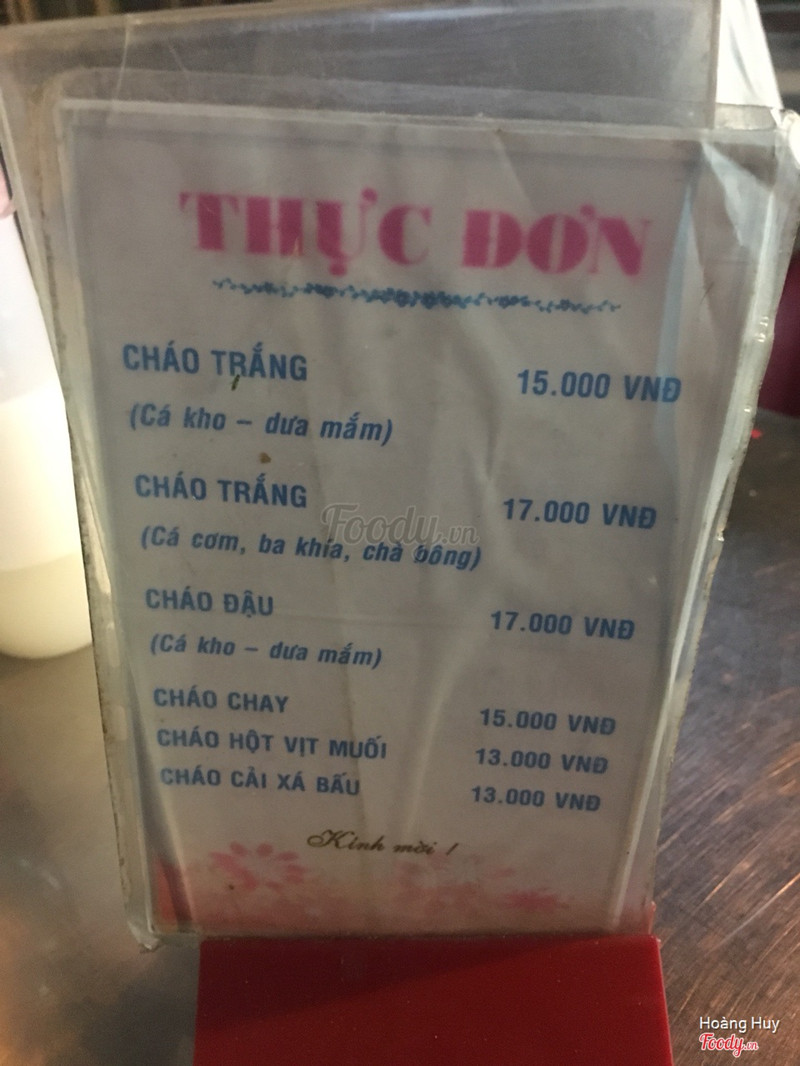 THỰC ĐƠN
CHÁO TRẮNG 15.000 VNĐ
(Cá kho – dưa mắm)
CHÁO TRẮNG 17.000 VNĐ
(Cá cơm, ba khía, chà bông)
Foody.vn
CHÁO ĐẬU 17.000 VNĐ
(Cá kho – dưa mắm)
CHÁO CHAY 15.000 VNĐ
CHÁO HỘT VỊT MUỐI 13.000 VNĐ
CHÁO CẢI XÁ BẤU 13.000 VNĐ
Kính mời !
Hoàng Huy
Foody.vn